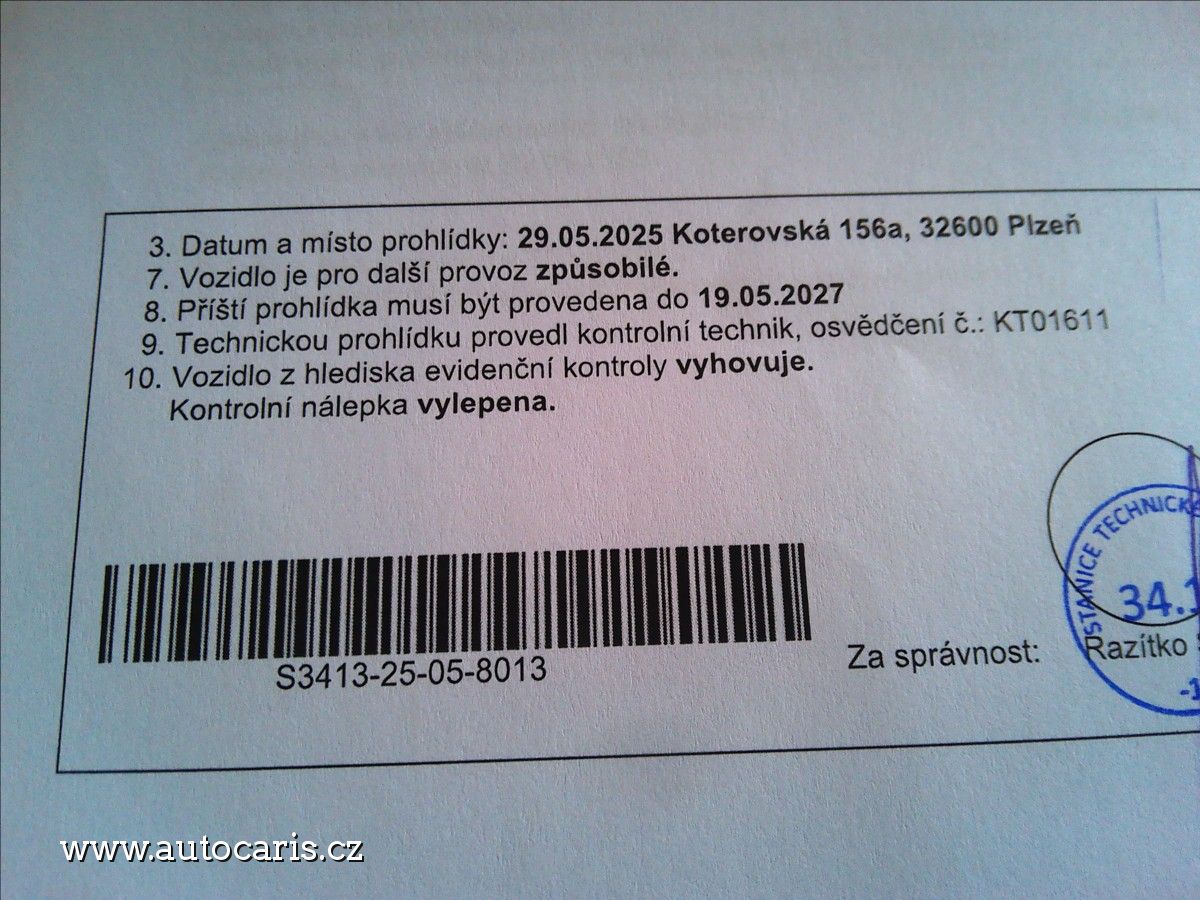 3. Datum a místo prohlídky: 29.05.2025 Koterovská 156a, 32600 Plzeň
7. Vozidlo je pro další provoz způsobilé.
8. Příští prohlídka musí být provedena do 19.05.2027
9. Technickou prohlídku provedl kontrolní technik, osvědčení č.: KT01611
10. Vozidlo z hlediska evidenční kontroly vyhovuje.
Kontrolní nálepka vylepena.
STANICE TECHNICK
34.1
S3413-25-05-8013
Za správnost:
Razítko
-1
www.autocaris.cz